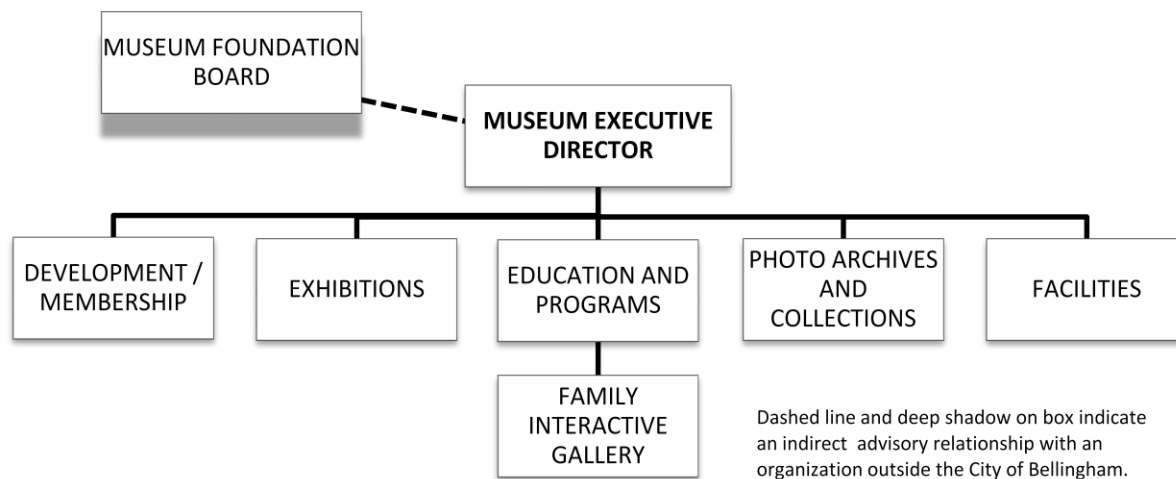 MUSEUM FOUNDATION
BOARD
MUSEUM EXECUTIVE
DIRECTOR
DEVELOPMENT /
MEMBERSHIP
EXHIBITIONS
EDUCATION AND
PROGRAMS
PHOTO ARCHIVES
AND
COLLECTIONS
FACILITIES
FAMILY
INTERACTIVE
GALLERY
Dashed line and deep shadow on box indicate
an indirect advisory relationship with an
organization outside the City of Bellingham.